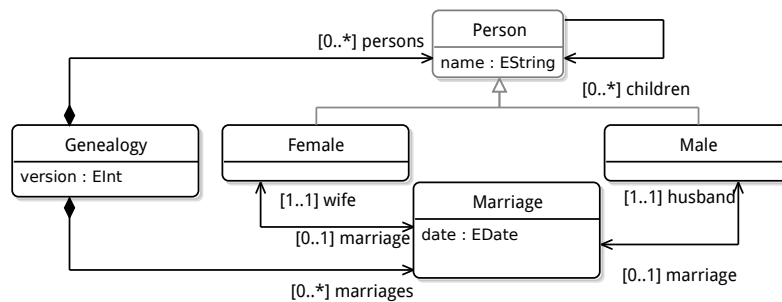 Person
[0..*] persons
name : EString
[0..*] children
Genealogy
version : EInt
Female
Male
[1..1] wife
Marriage
[1..1] husband
[0..1] marriage
date : EDate
[0..1] marriage
[0..*] marriages